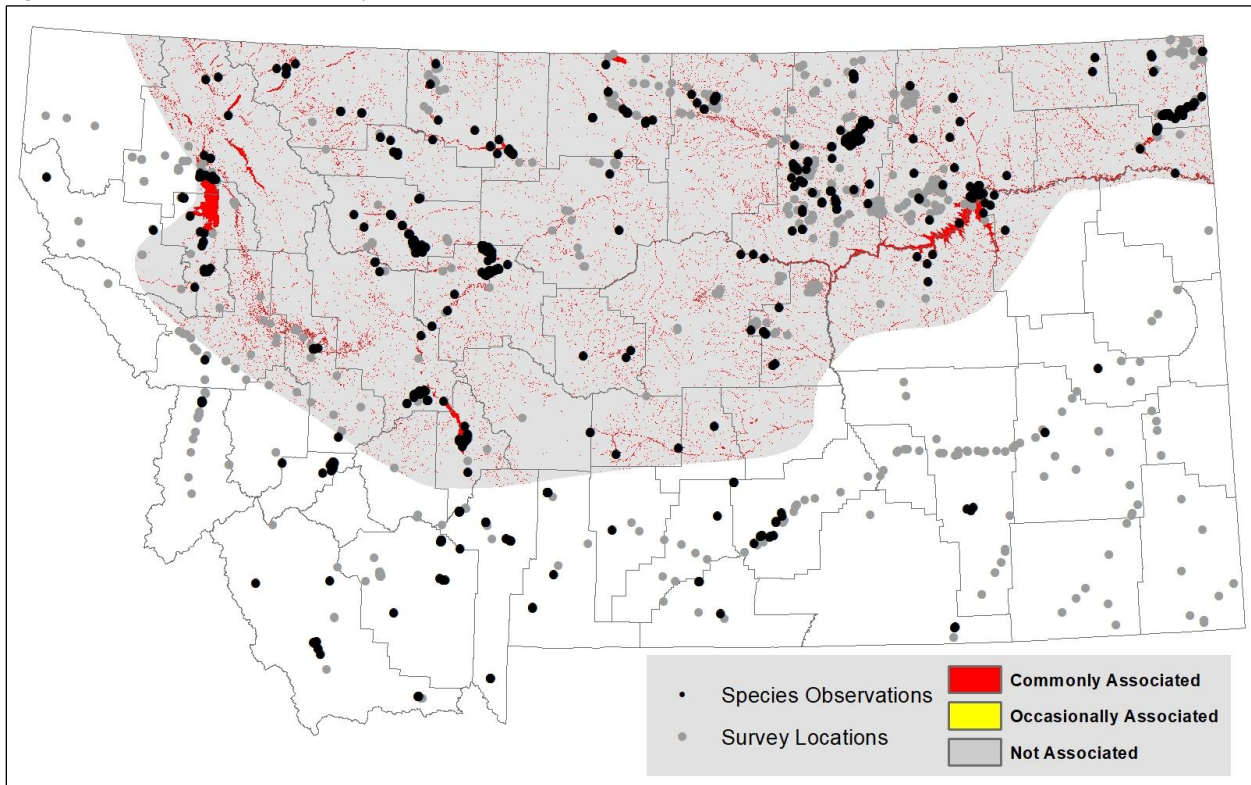 Species Observations
Survey Locations
Commonly Associated
Occasionally Associated
Not Associated